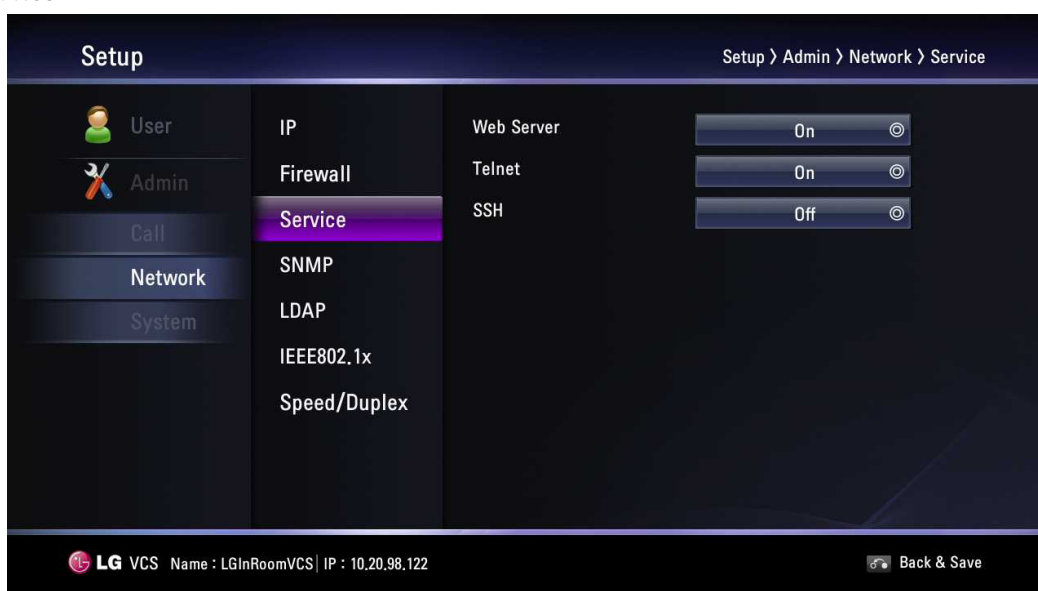 Setup
Setup > Admin > Network > Service
User
Admin
Call
Network
System
IP
Firewall
Service
SNMP
LDAP
IEEE802.1x
Speed/Duplex
Web Server On
Telnet On
SSH Off
LG VCS Name : LGInRoomVCS| IP : 10.20.98.122
Back & Save